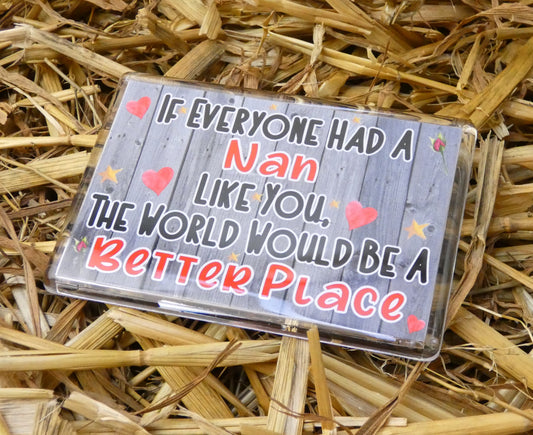 If Everyone Had A
Nan
Like You,
The World Would Be A
Better Place